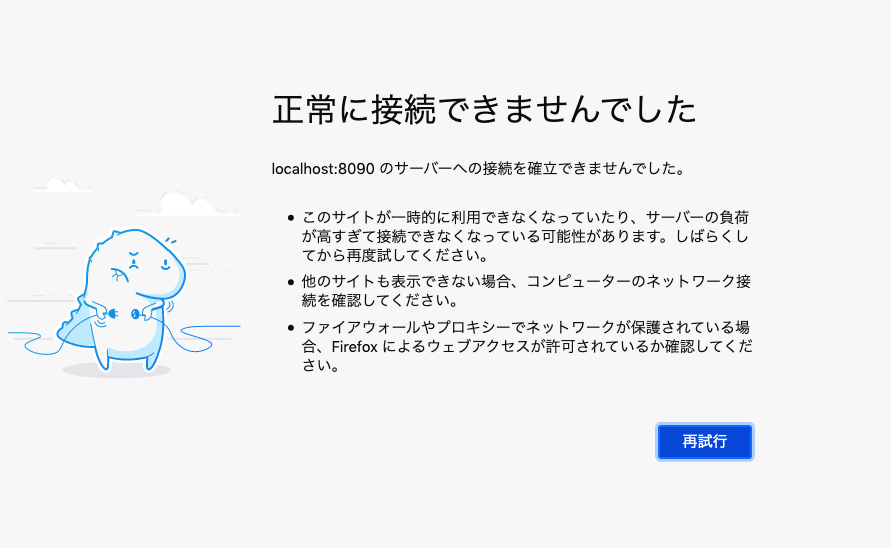 正常に接続できませんでした
localhost:8090 のサーバーへの接続を確立できませんでした。
• このサイトが一時的に利用できなくなっていたり、サーバーの負荷
が高すぎて接続できなくなっている可能性があります。しばらくし
てから再度試してください。
• 他のサイトも表示できない場合、コンピューターのネットワーク接
続を確認してください。
• ファイアウォールやプロキシーでネットワークが保護されている場
合、Firefox によるウェブアクセスが許可されているか確認してくだ
さい。
再試行